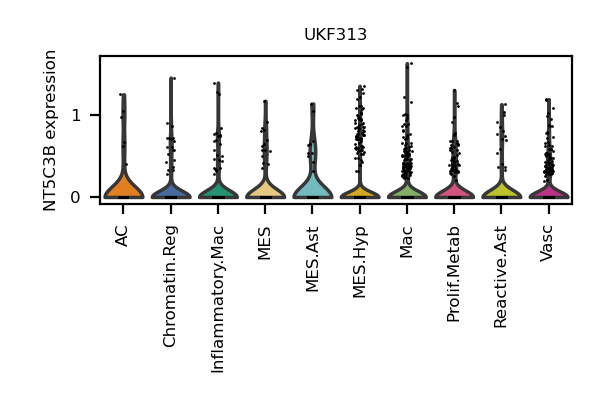 UKF313
NT5C3B expression
1
0
AC
Chromatin.Reg
Inflammatory.Mac
MES
MES.Ast
MES.Hyp
Mac
Prolif.Metab
Reactive.Ast
Vasc